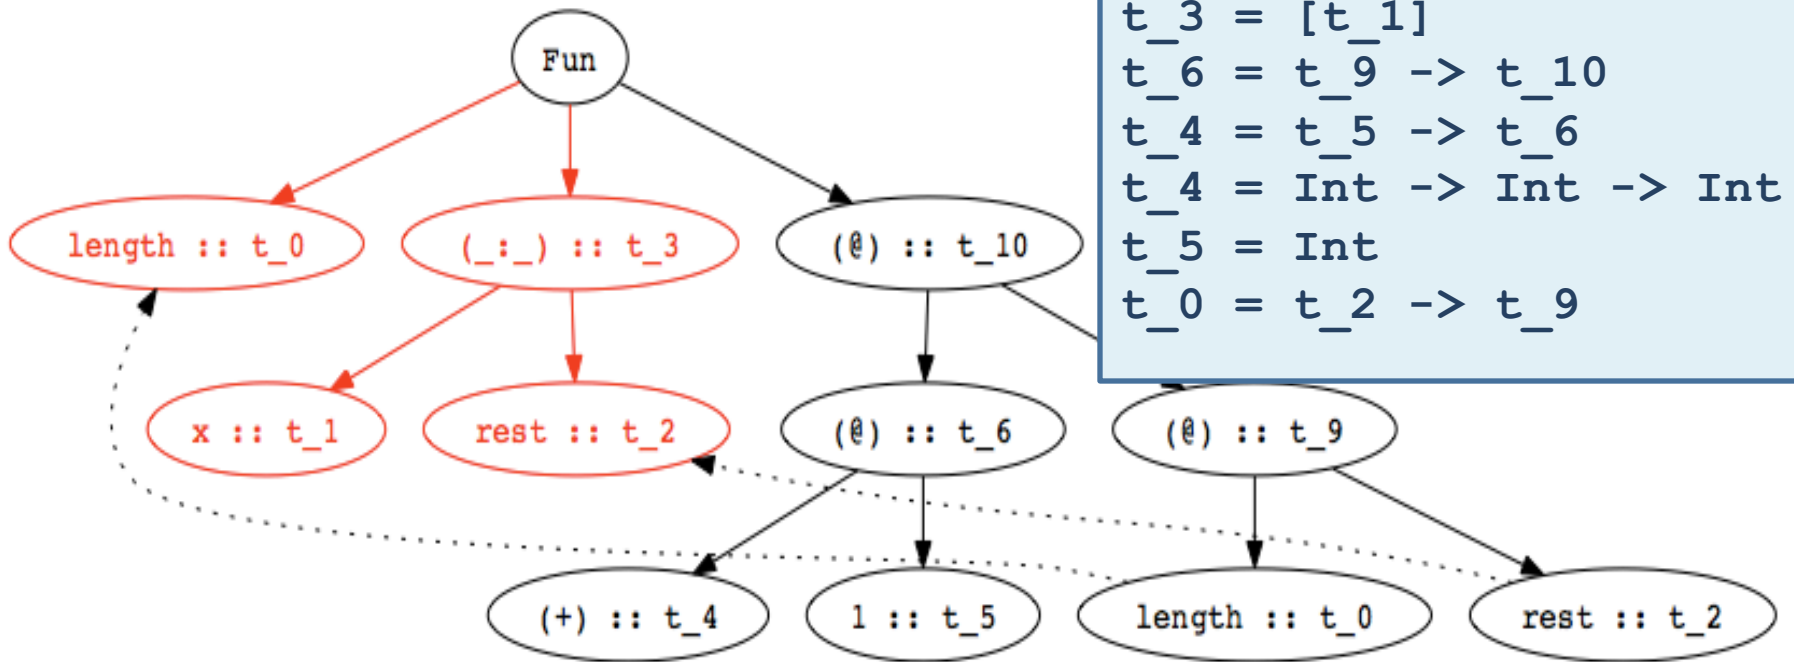 Fun
t_3 = [t_1]
t_6 = t_9 -> t_10
t_4 = t_5 -> t_6
t_4 = Int -> Int -> Int
t_5 = Int
t_0 = t_2 -> t_9
length :: t_0
(_:_) :: t_3
(@) :: t_10
x :: t_1
rest :: t_2
(@) :: t_6
(@) :: t_9
(+) :: t_4
1 :: t_5
length :: t_0
rest :: t_2